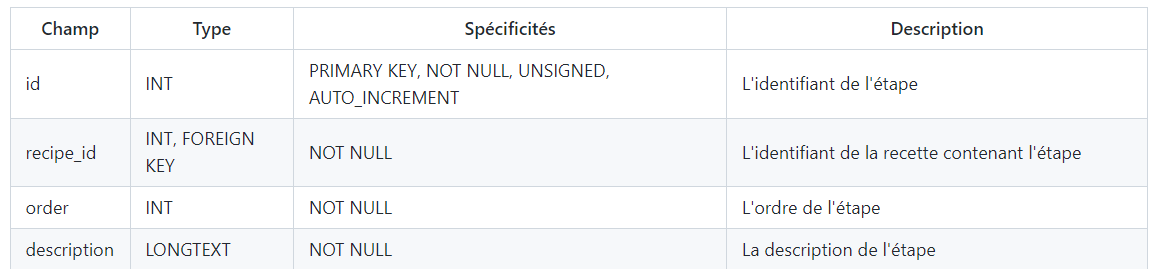 Champ Type Spécificités Description
id INT PRIMARY KEY, NOT NULL, UNSIGNED, AUTO_INCREMENT L'identifiant de l'étape
recipe_id INT, FOREIGN KEY NOT NULL L'identifiant de la recette contenant l'étape
order INT NOT NULL L'ordre de l'étape
description LONGTEXT NOT NULL La description de l'étape